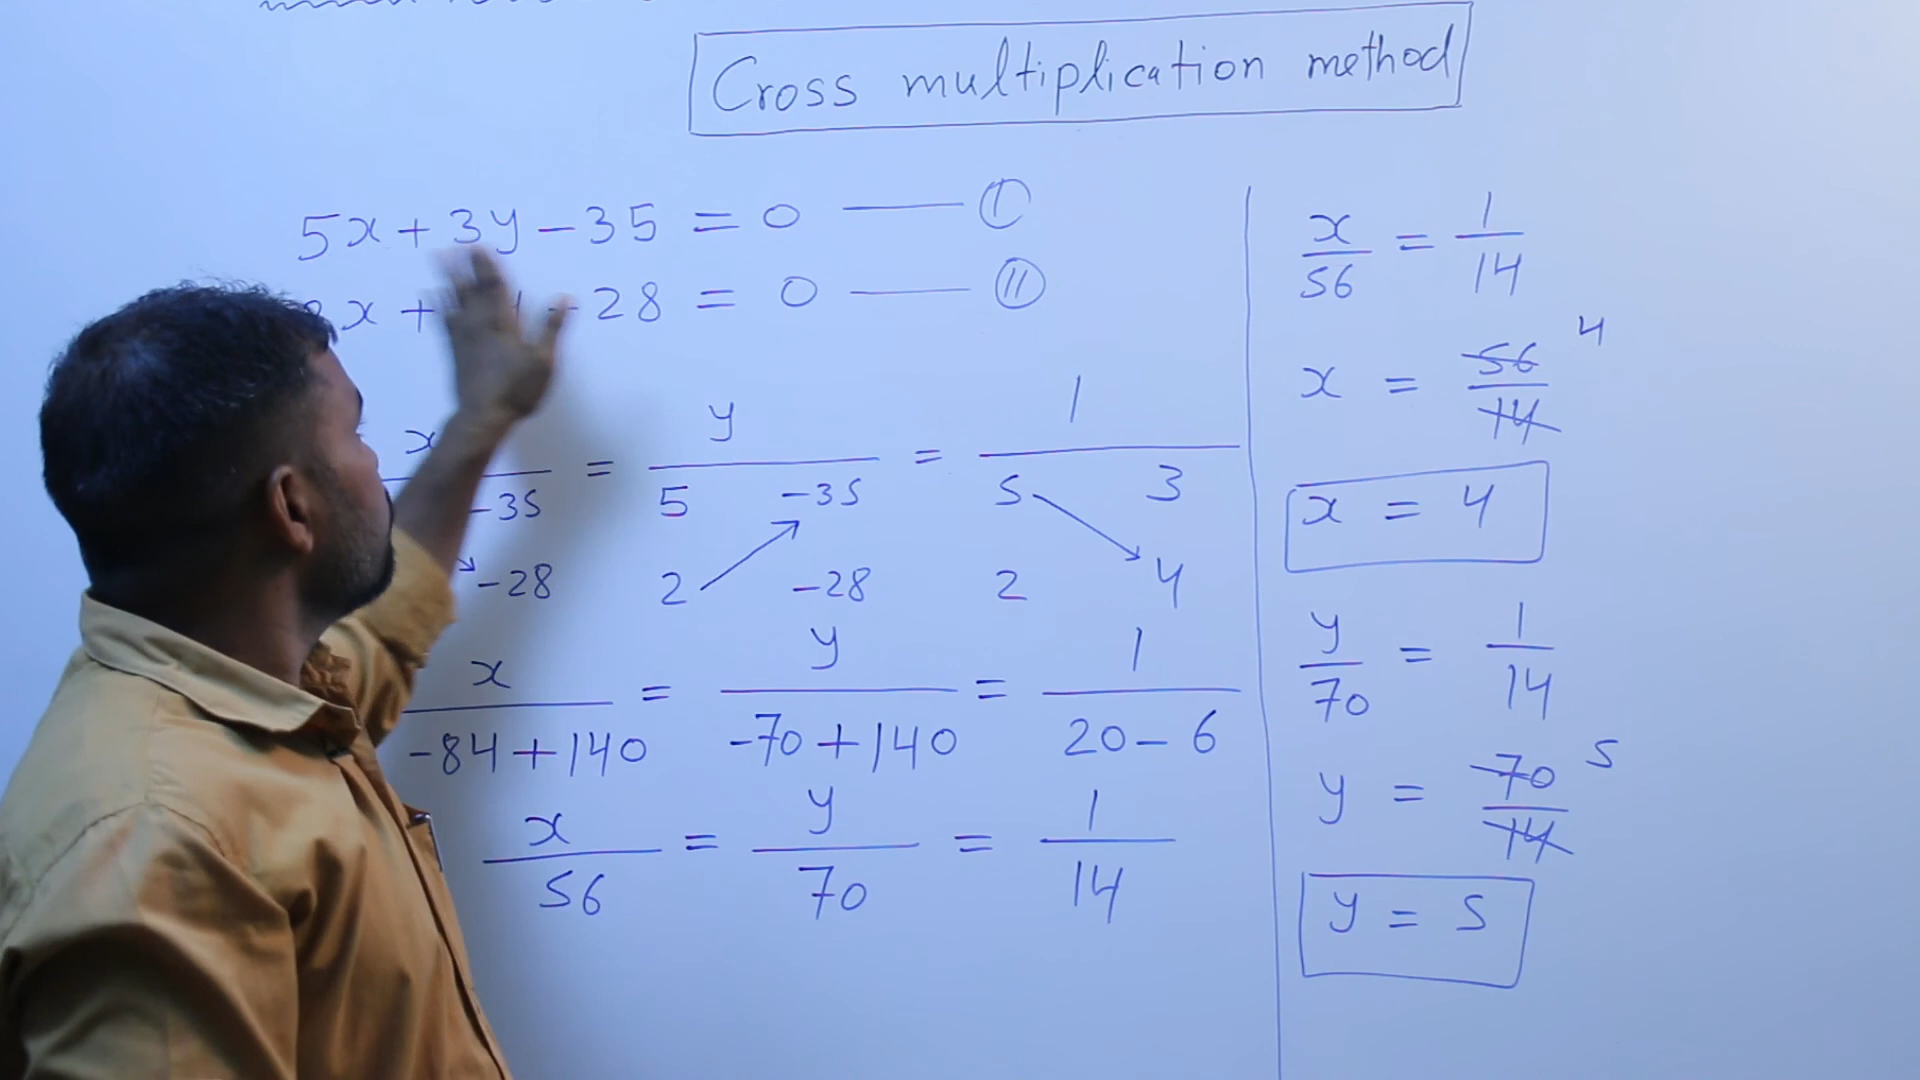 Cross multiplication method
5x + 3y - 35 = 0 —— (I)
x + - 28 = 0 —— (II)
x = y = 1
-35 5 -35 5 3
-28 2 -28 2 4
x = y = 1
-84 + 140 -70 + 140 20 - 6
x = y = 1
56 70 14
x/56 = 1/14
x = 56/14 4
x = 4
y/70 = 1/14
y = 70/14 5
y = 5